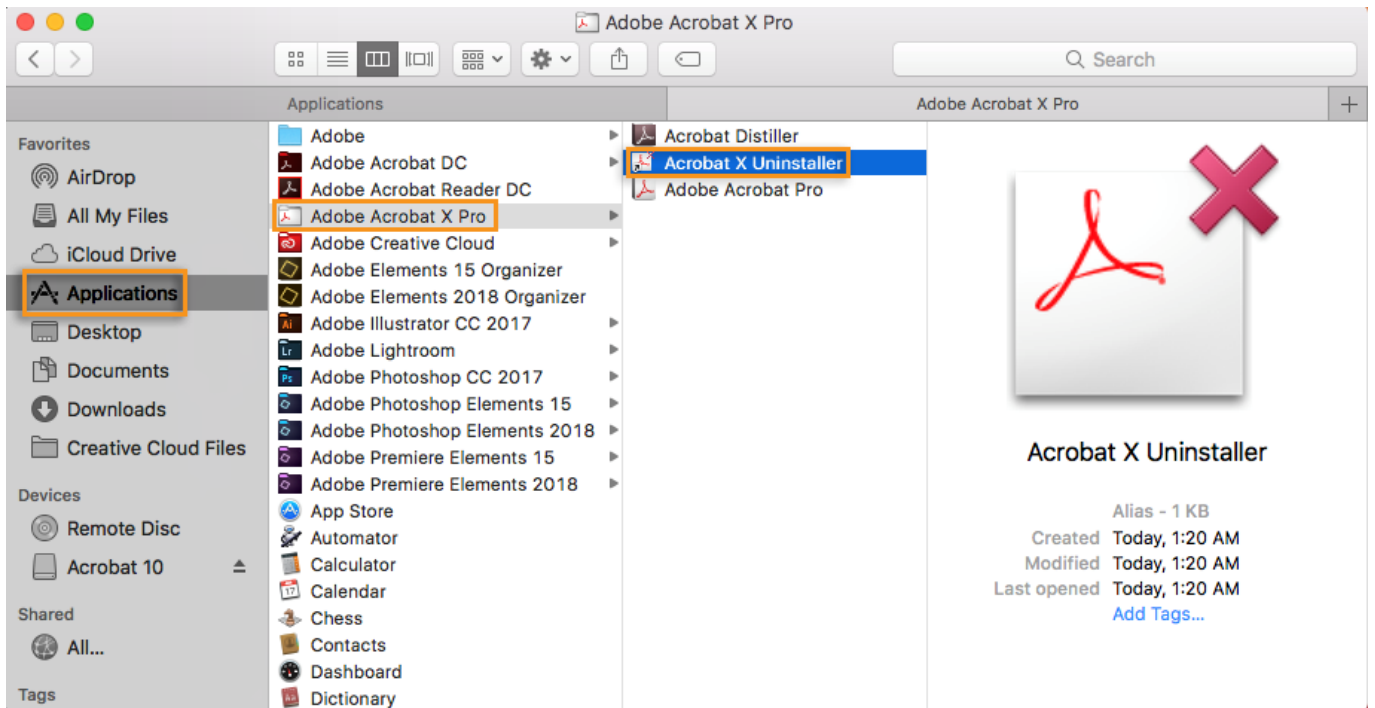 Adobe Acrobat X Pro
Search
Applications
Adobe Acrobat X Pro
Favorites
AirDrop
All My Files
iCloud Drive
Applications
Desktop
Documents
Downloads
Creative Cloud Files
Devices
Remote Disc
Acrobat 10
Shared
All...
Tags
Adobe
Adobe Acrobat DC
Adobe Acrobat Reader DC
Adobe Acrobat X Pro
Adobe Creative Cloud
Adobe Elements 15 Organizer
Adobe Elements 2018 Organizer
Adobe Illustrator CC 2017
Adobe Lightroom
Adobe Photoshop CC 2017
Adobe Photoshop Elements 15
Adobe Photoshop Elements 2018
Adobe Premiere Elements 15
Adobe Premiere Elements 2018
App Store
Automator
Calculator
Calendar
Chess
Contacts
Dashboard
Dictionary
Acrobat Distiller
Acrobat X Uninstaller
Adobe Acrobat Pro
Acrobat X Uninstaller
Alias - 1 KB
Created Today, 1:20 AM
Modified Today, 1:20 AM
Last opened Today, 1:20 AM
Add Tags...